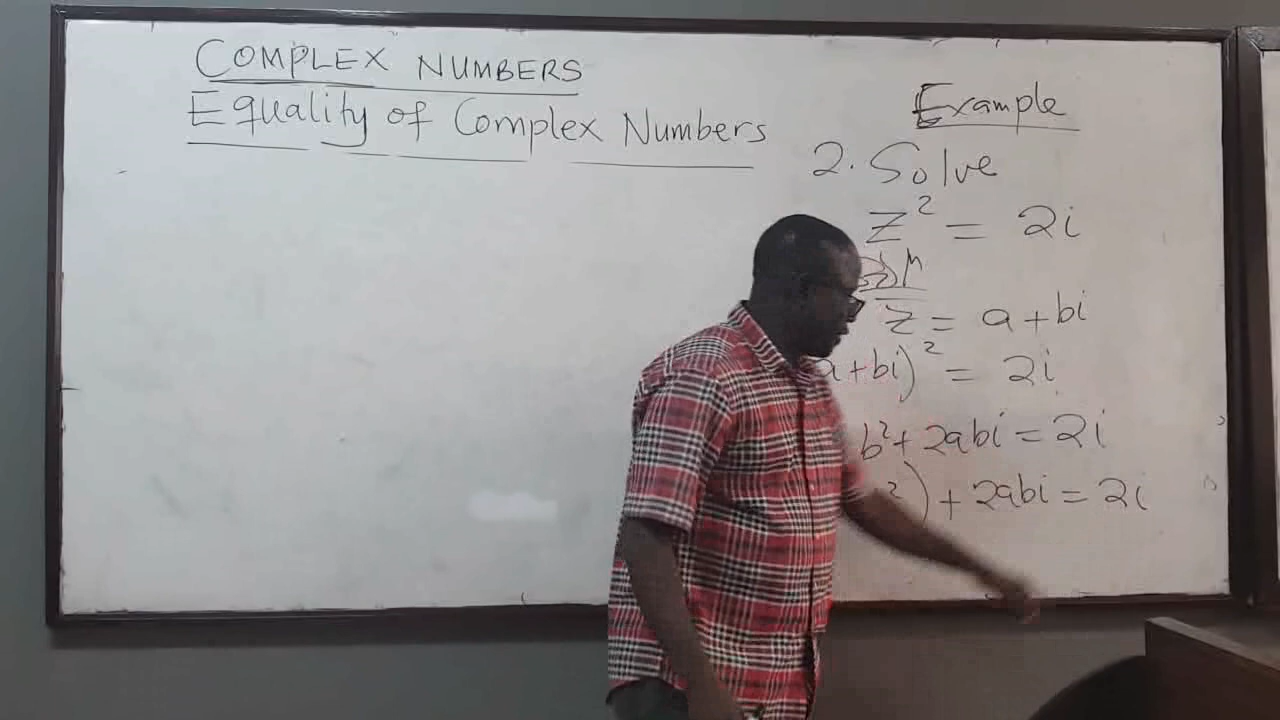 COMPLEX NUMBERS
Equality of Complex Numbers
Example
2. Solve
z² = 2i
z = a + bi
a + bi)² = 2i
b² + 2abi = 2i
²) + 2abi = 2i